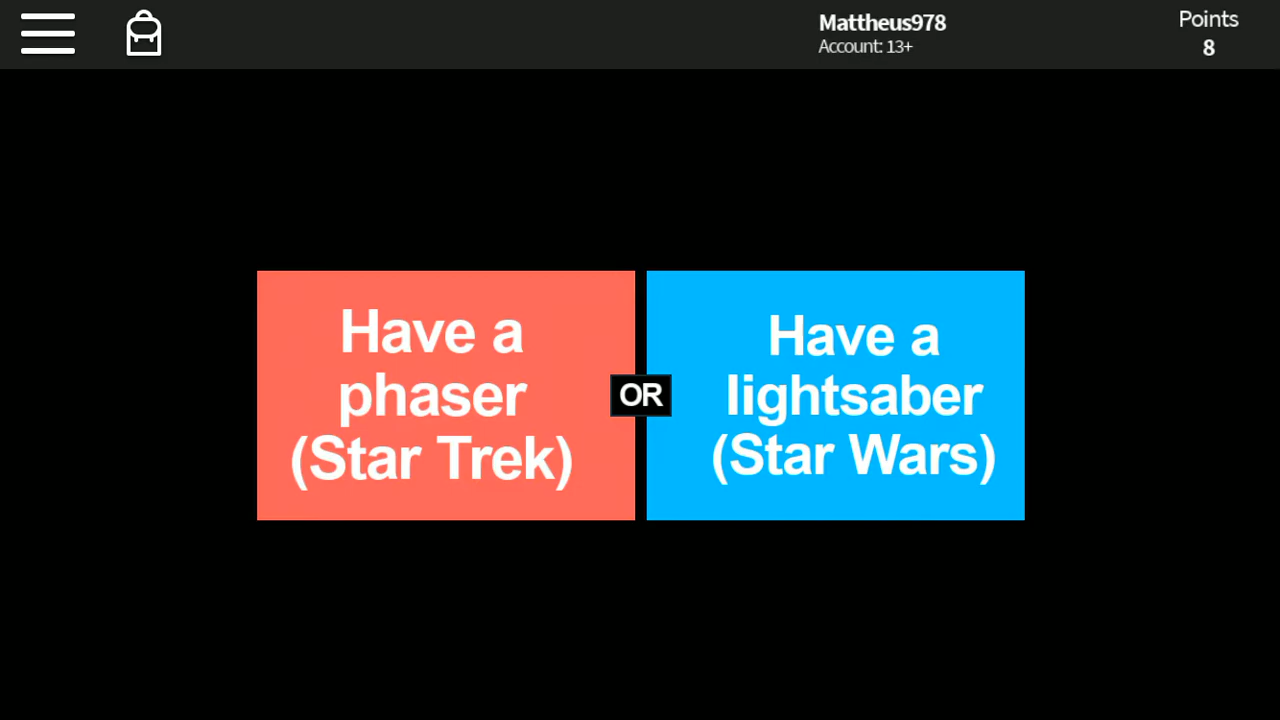 Mattheus978
Account: 13+
Points
8
Have a
phaser
(Star Trek)
OR
Have a
lightsaber
(Star Wars)